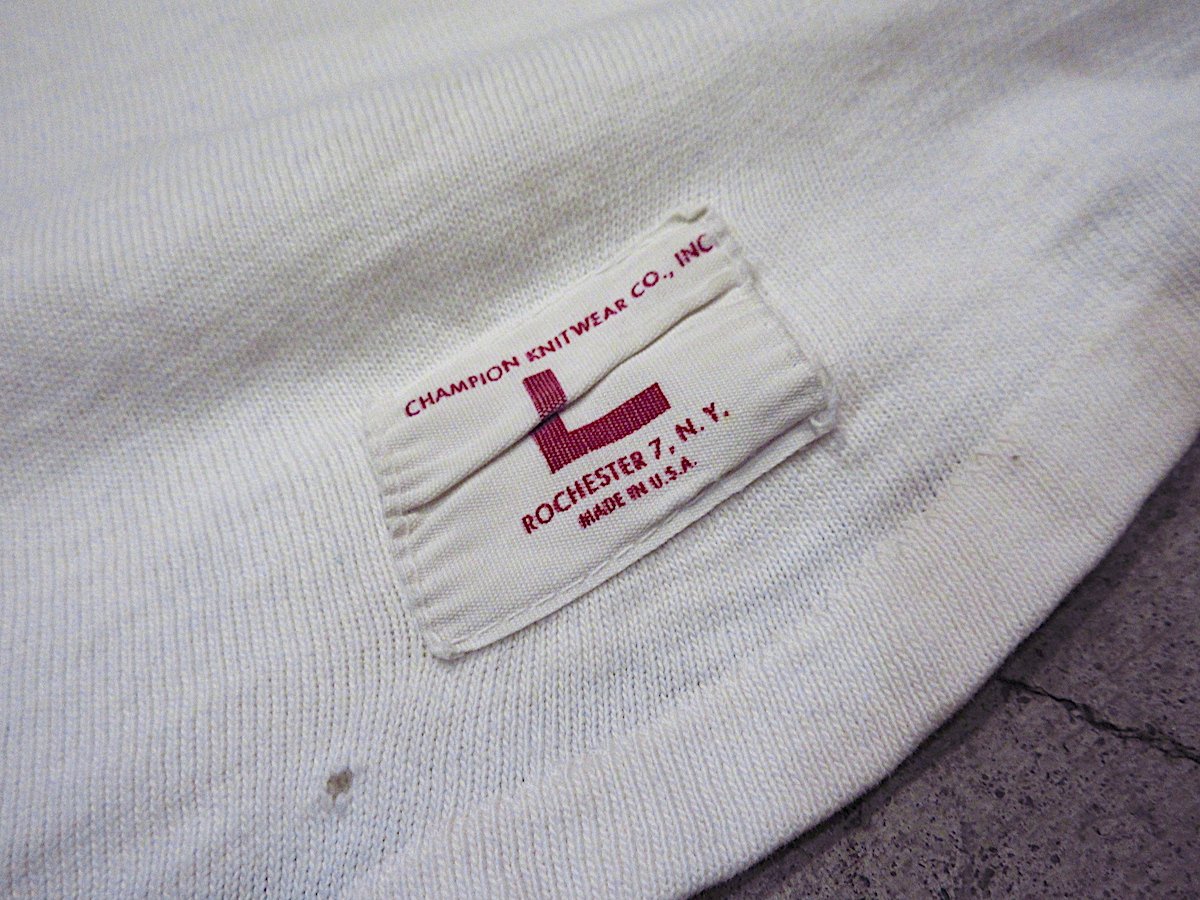 CHAMPION KNITWEAR CO., INC
L
ROCHESTER 7, N.Y.
MADE IN U.S.A.